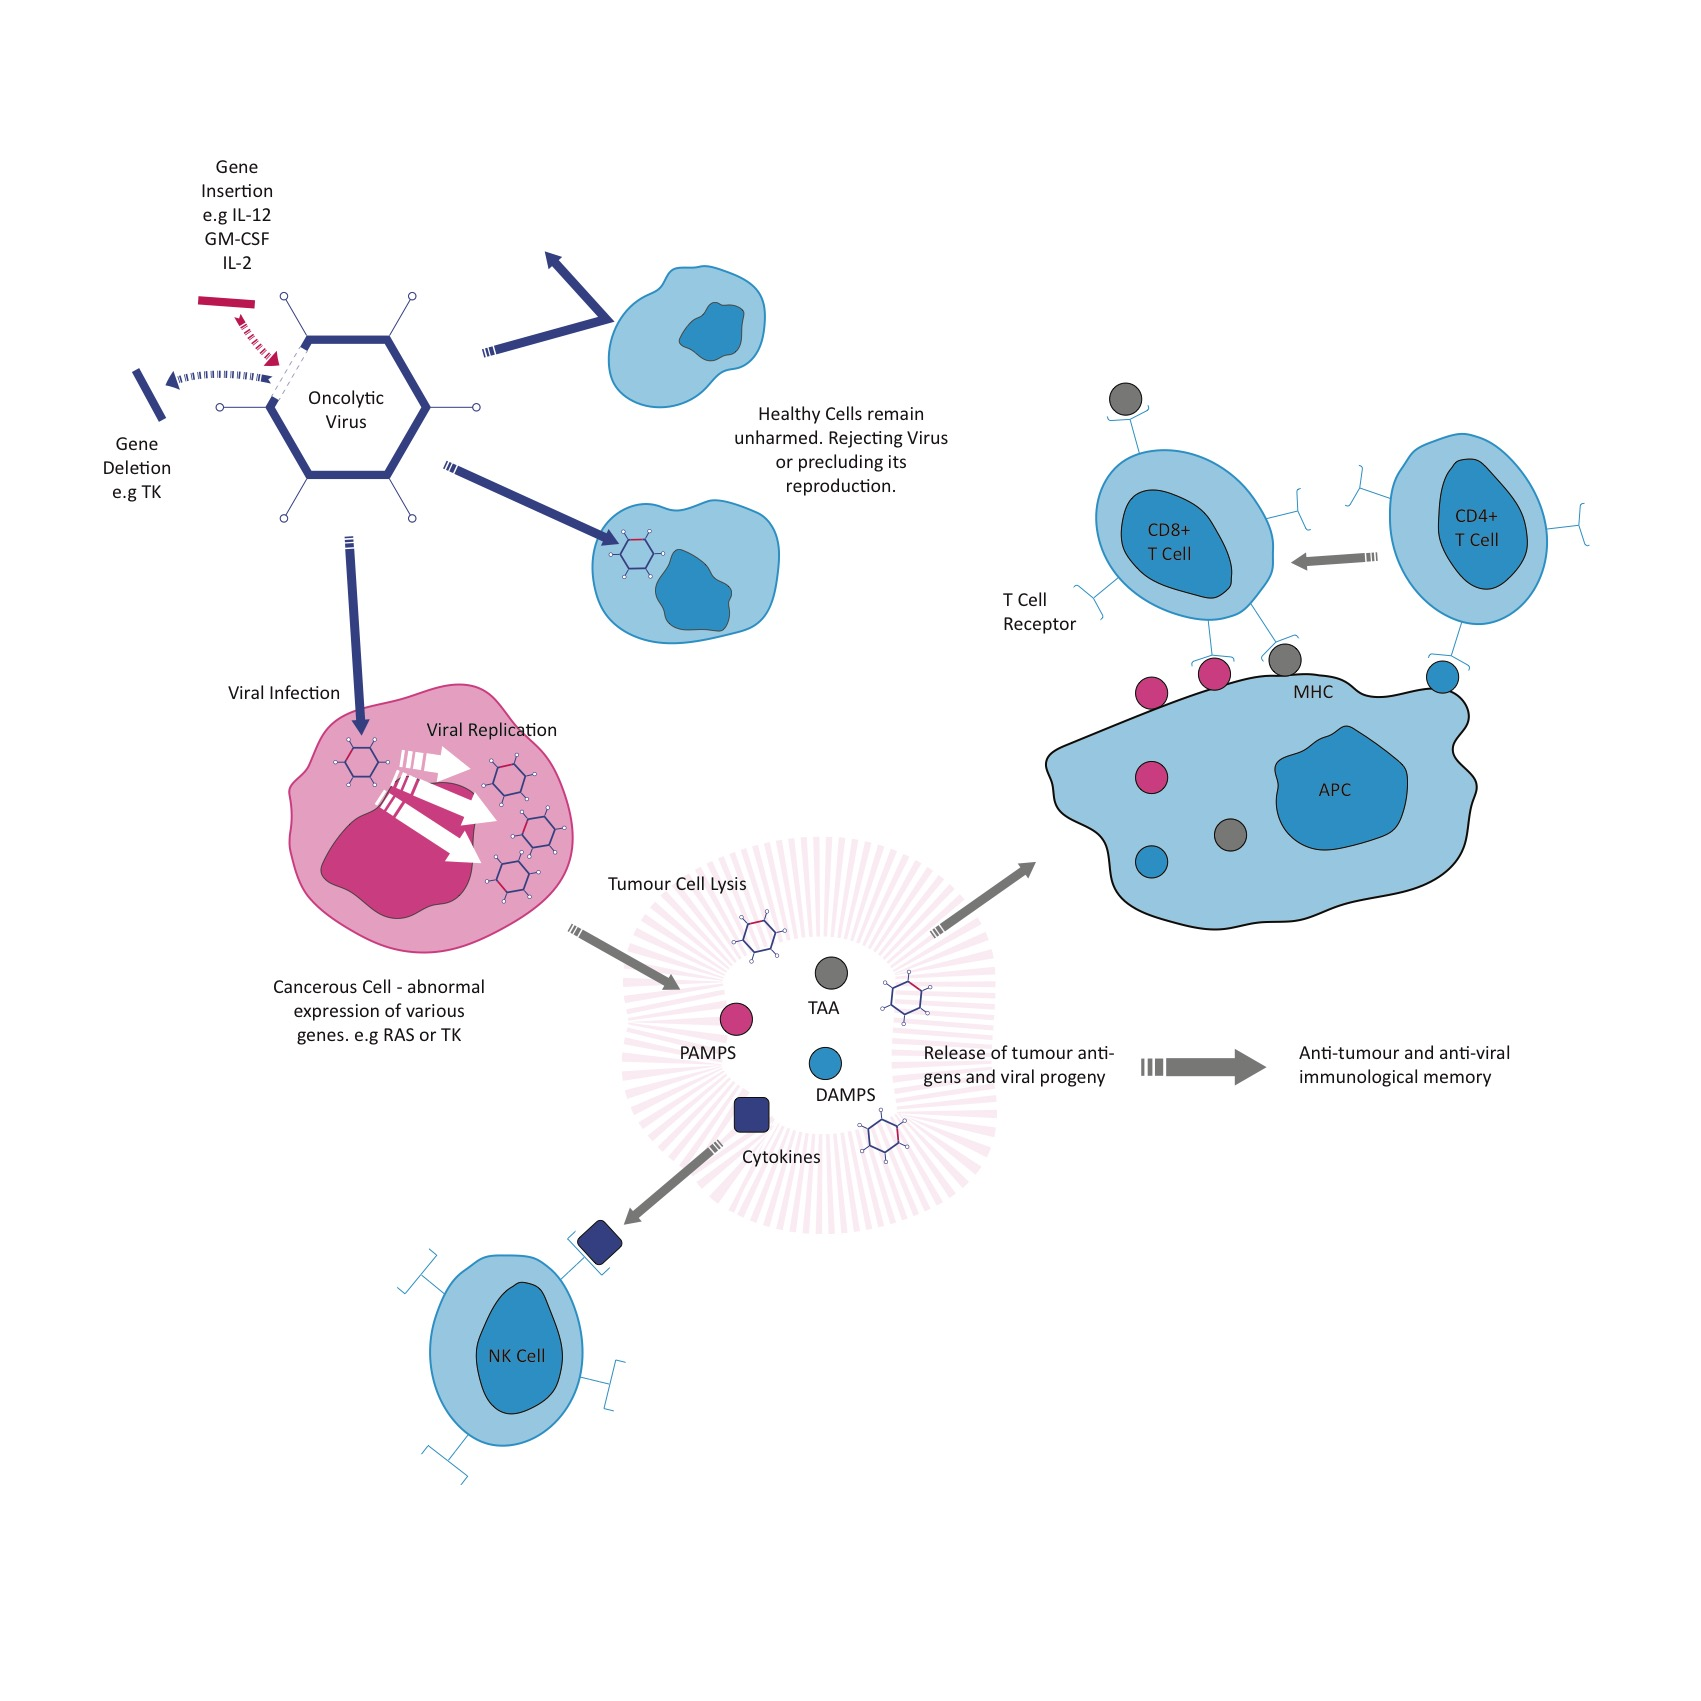 Gene
Insertion
e.g IL-12
GM-CSF
IL-2
Oncolytic
Virus
Gene
Deletion
e.g TK
Healthy Cells remain
unharmed. Rejecting Virus
or precluding its
reproduction.
CD8+
T Cell
CD4+
T Cell
T Cell
Receptor
MHC
APC
Viral Infection
Viral Replication
Cancerous Cell - abnormal
expression of various
genes. e.g RAS or TK
Tumour Cell Lysis
TAA
PAMPS
DAMPS
Cytokines
Release of tumour anti-
gens and viral progeny
Anti-tumour and anti-viral
immunological memory
NK Cell